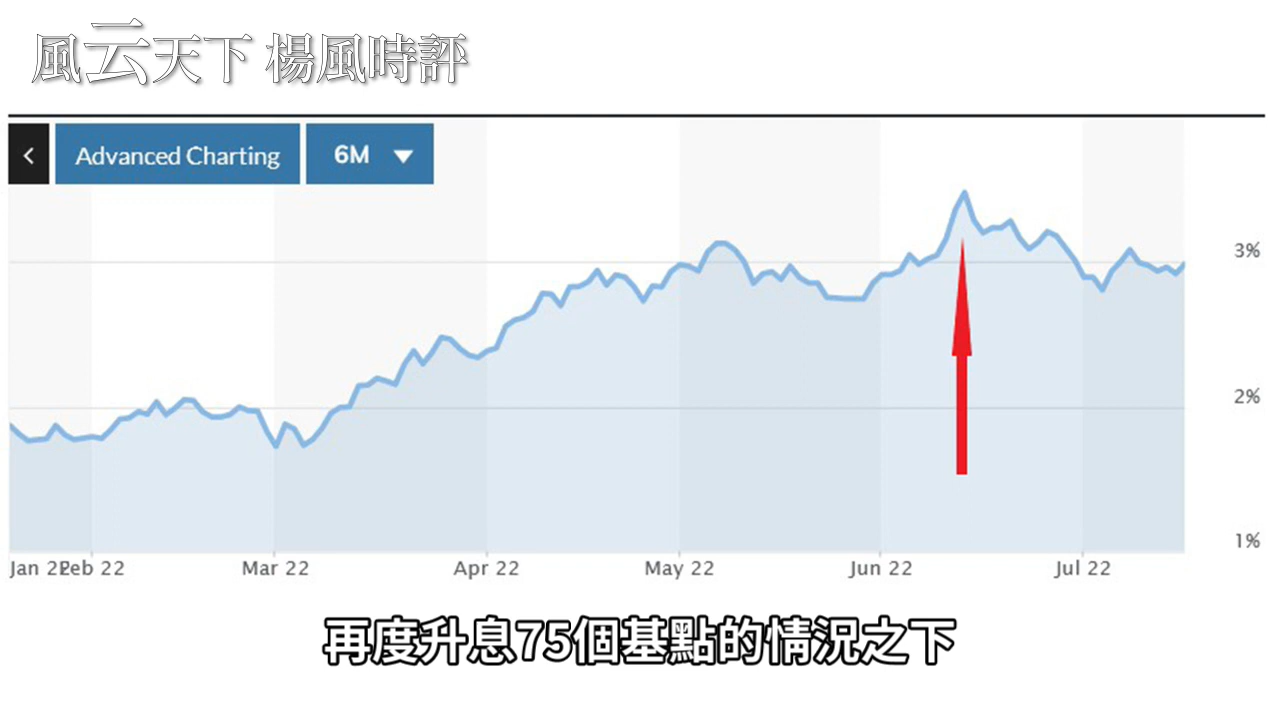 風云天下 楊風時評
Advanced Charting
6M
3%
2%
1%
Jan 22
Feb 22
Mar 22
Apr 22
May 22
Jun 22
Jul 22
再度升息75個基點的情況之下